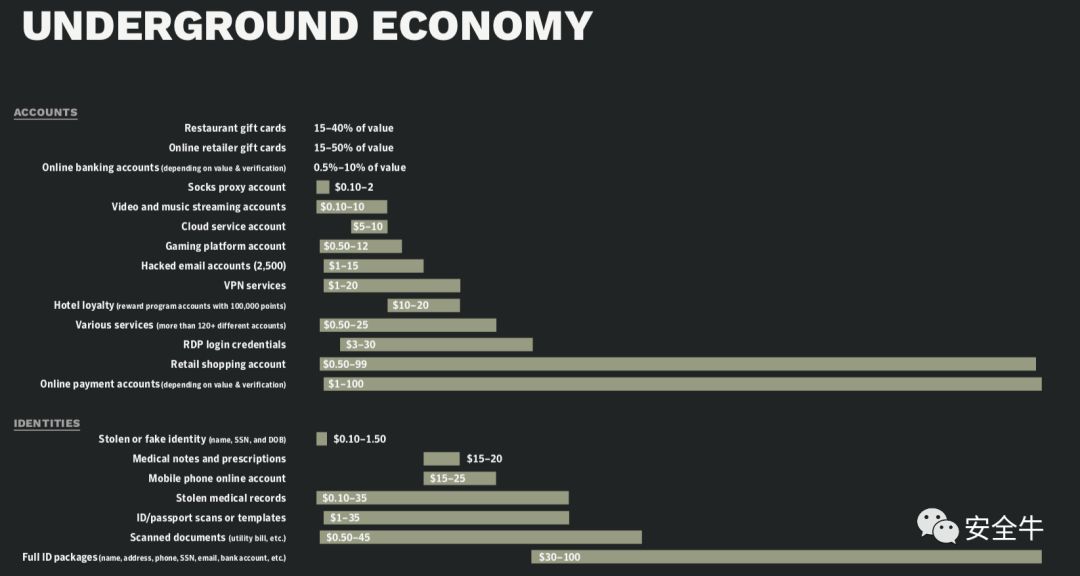 UNDERGROUND ECONOMY
ACCOUNTS
Restaurant gift cards 15–40% of value
Online retailer gift cards 15–50% of value
Online banking accounts (depending on value & verification) 0.5%–10% of value
Socks proxy account $0.10–2
Video and music streaming accounts $0.10–10
Cloud service account $5–10
Gaming platform account $0.50–12
Hacked email accounts (2,500) $1–15
VPN services $1–20
Hotel loyalty (reward program accounts with 100,000 points) $10–20
Various services (more than 120+ different accounts) $0.50–25
RDP login credentials $3–30
Retail shopping account $0.50–99
Online payment accounts (depending on value & verification) $1–100
IDENTITIES
Stolen or fake identity (name, SSN, and DOB) $0.10–1.50
Medical notes and prescriptions $15–20
Mobile phone online account $15–25
Stolen medical records $0.10–35
ID/passport scans or templates $1–35
Scanned documents (utility bill, etc.) $0.50–45
Full ID packages (name, address, phone, SSN, email, bank account, etc.) $30–100
安全牛